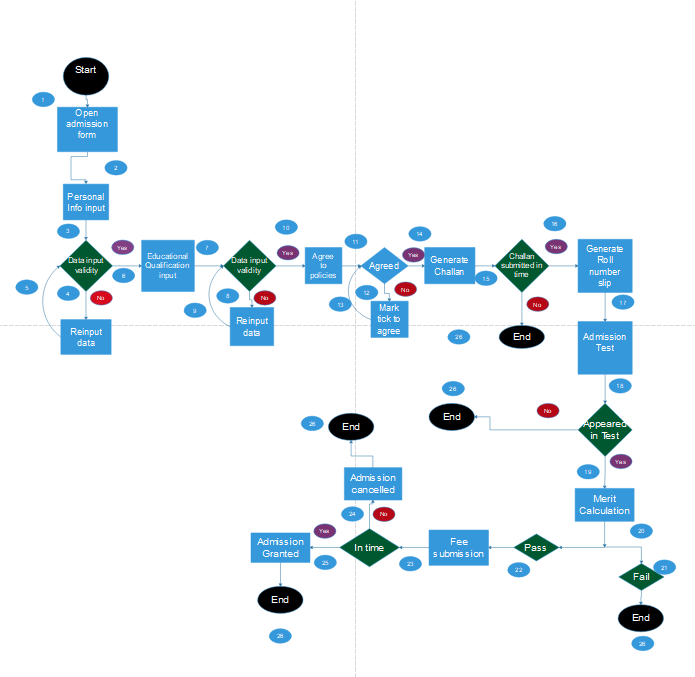 Start
1
Open
admission
form
2
Personal
Info input
3
Data input
validity
Yes
6
Educational
Qualification
input
7
Data input
validity
10
Yes
Agree
to
policies
11
Agreed
14
Yes
Generate
Challan
15
Challan
submitted in
time
16
Yes
Generate
Roll
number
slip
5
4
No
Reinput
data
9
8
No
Reinput
data
13
12
No
Mark
tick to
agree
No
End
26
17
Admission
Test
18
Appeared
in Test
No
26
End
Yes
19
Merit
Calculation
20
Pass
22
Fail
21
End
26
Fee
submission
23
In time
No
24
Admission
cancelled
End
26
Yes
25
Admission
Granted
End
26